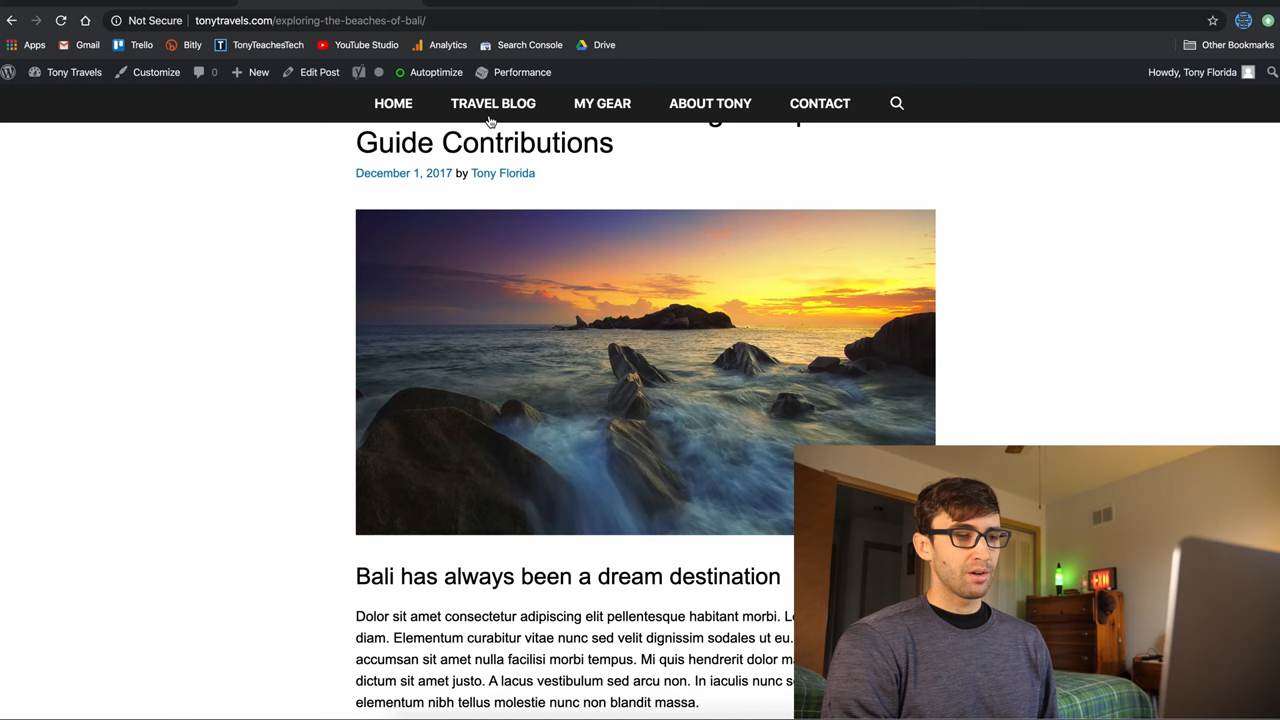 Not Secure tonytravels.com/exploring-the-beaches-of-bali/
Apps Gmail Trello Bitly TonyTeachesTech YouTube Studio Analytics Search Console Drive Other Bookmarks
Tony Travels Customize 0 New Edit Post Autoptimize Performance Howdy, Tony Florida
HOME TRAVEL BLOG MY GEAR ABOUT TONY CONTACT
Guide Contributions
December 1, 2017 by Tony Florida
Bali has always been a dream destination
Dolor sit amet consectetur adipiscing elit pellentesque habitant morbi.
diam. Elementum curabitur vitae nunc sed velit dignissim sodales ut eu.
accumsan sit amet nulla facilisi morbi tempus. Mi quis hendrerit dolor
dictum sit amet justo. A lacus vestibulum sed arcu non. In iaculis nunc
elementum nibh tellus molestie nunc non blandit massa.